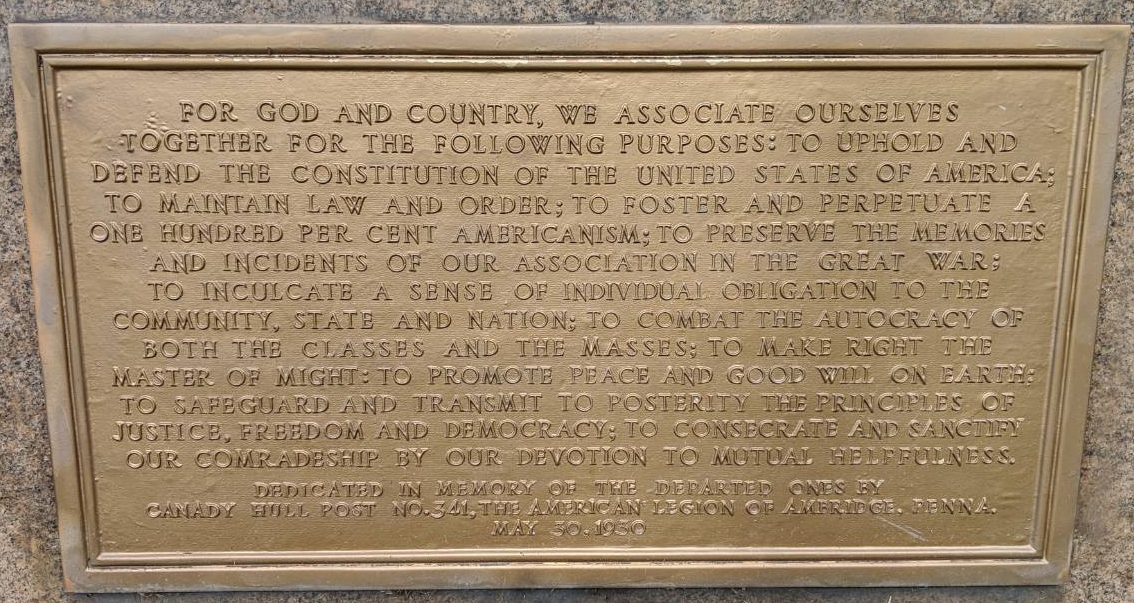 FOR GOD AND COUNTRY, WE ASSOCIATE OURSELVES
TOGETHER FOR THE FOLLOWING PURPOSES: TO UPHOLD AND
DEFEND THE CONSTITUTION OF THE UNITED STATES OF AMERICA;
TO MAINTAIN LAW AND ORDER; TO FOSTER AND PERPETUATE A
ONE HUNDRED PER CENT AMERICANISM; TO PRESERVE THE MEMORIES
AND INCIDENTS OF OUR ASSOCIATION IN THE GREAT WAR;
TO INCULCATE A SENSE OF INDIVIDUAL OBLIGATION TO THE
COMMUNITY, STATE AND NATION; TO COMBAT THE AUTOCRACY OF
BOTH THE CLASSES AND THE MASSES; TO MAKE RIGHT THE
MASTER OF MIGHT: TO PROMOTE PEACE AND GOOD WILL ON EARTH;
TO SAFEGUARD AND TRANSMIT TO POSTERITY THE PRINCIPLES OF
JUSTICE, FREEDOM AND DEMOCRACY; TO CONSECRATE AND SANCTIFY
OUR COMRADESHIP BY OUR DEVOTION TO MUTUAL HELPFULNESS.
DEDICATED IN MEMORY OF THE DEPARTED ONES BY
CANADY HULL POST NO. 341, THE AMERICAN LEGION OF AMBRIDGE, PENNA.
MAY 30, 1930